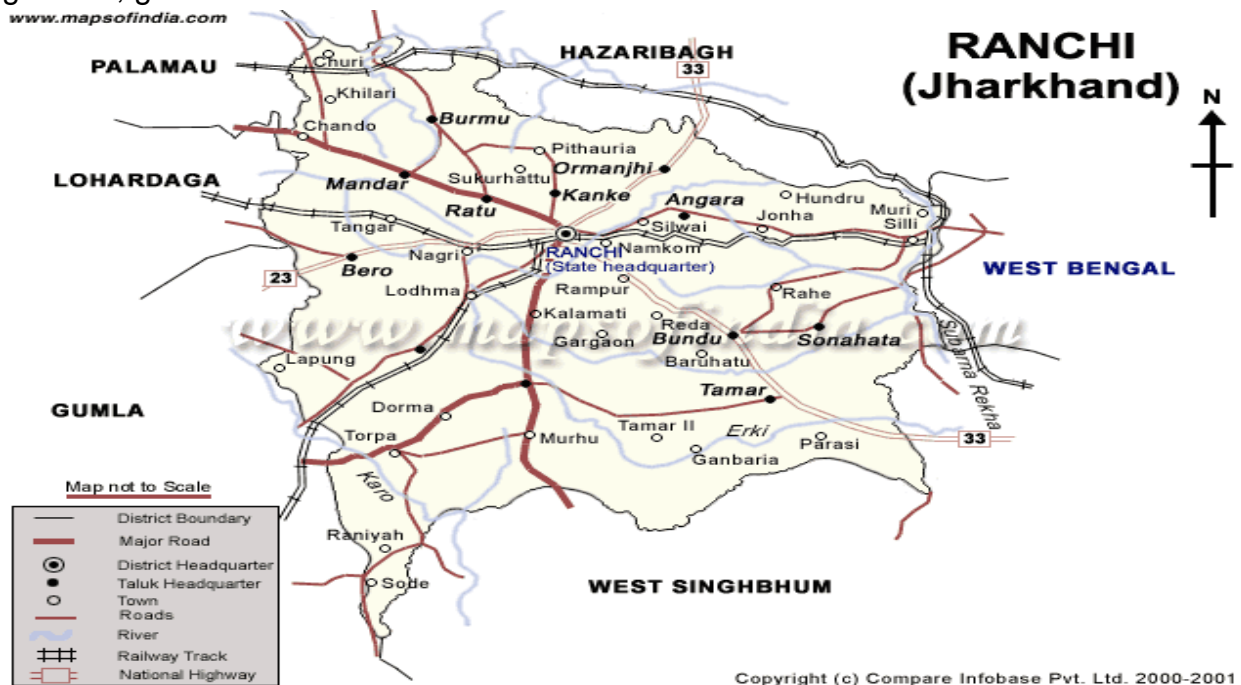 www.mapsofindia.com
RANCHI
(Jharkhand)
N
HAZARIBAGH
PALAMAU
33
Churi
Khilari
Chando
Burmu
Pithauria
Ormanjhi
LOHARDAGA
Mandar
Sukurhattu
Kanke
Ratu
Angara
Hundru
Muri
Jonha
Silli
Silwai
Tangar
Nagri
Namkom
RANCHI
(State headquarter)
WEST BENGAL
Bero
23
Lodhma
Rampur
Rahe
Kalamati
Reda
www.mapsofindia.com
Gargaon
Bundu
Sonahata
Baruhatu
Lapung
Subarna Rekha
Tamar
GUMLA
Dorma
Torpa
Murhu
Tamar II
Erki
Parasi
33
Ganbaria
Karo
Map not to Scale
District Boundary
Major Road
District Headquarter
Taluk Headquarter
Town
Roads
River
Railway Track
National Highway
Raniyah
Sode
WEST SINGHBHUM
Copyright (c) Compare Infobase Pvt. Ltd. 2000-2001